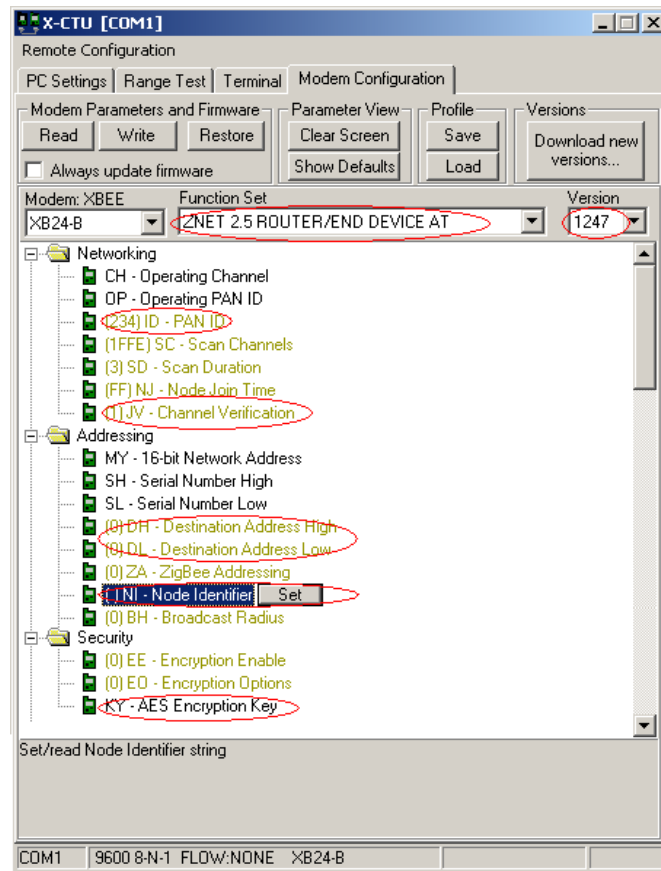 X-CTU [COM1]
Remote Configuration
PC Settings Range Test Terminal Modem Configuration
Modem Parameters and Firmware Parameter View Profile Versions
Read Write Restore Clear Screen Save Download new versions...
Always update firmware Show Defaults Load
Modem: XBEE Function Set Version
XB24-B ZNET 2.5 ROUTER/END DEVICE AT 1247
Networking
CH - Operating Channel
OP - Operating PAN ID
(234) ID - PAN ID
(1FFE) SC - Scan Channels
(3) SD - Scan Duration
(FF) NJ - Node Join Time
(1) JV - Channel Verification
Addressing
MY - 16-bit Network Address
SH - Serial Number High
SL - Serial Number Low
(0) DH - Destination Address High
(0) DL - Destination Address Low
(0) ZA - ZigBee Addressing
NI - Node Identifier Set
(0) BH - Broadcast Radius
Security
(0) EE - Encryption Enable
(0) EO - Encryption Options
KY - AES Encryption Key
Set/read Node Identifier string
COM1 9600 8-N-1 FLOW:NONE XB24-B